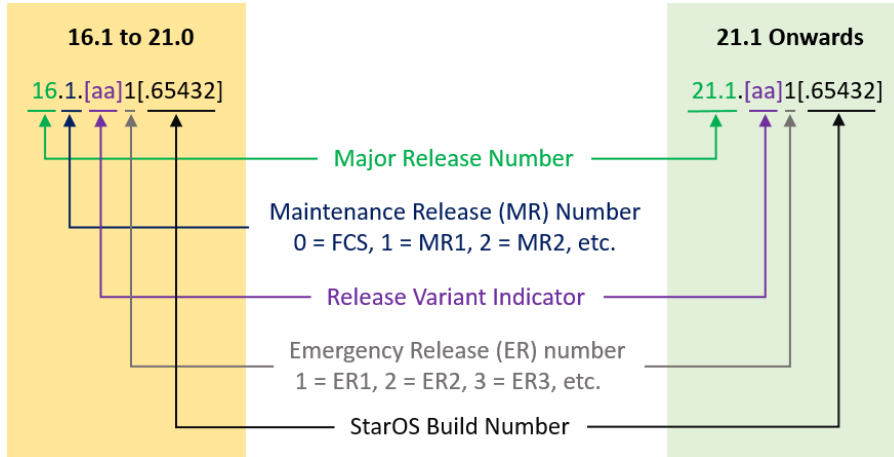 16.1 to 21.0
21.1 Onwards
16.1.[aa]1[.65432]
21.1.[aa]1[.65432]
Major Release Number
Maintenance Release (MR) Number
0 = FCS, 1 = MR1, 2 = MR2, etc.
Release Variant Indicator
Emergency Release (ER) number
1 = ER1, 2 = ER2, 3 = ER3, etc.
StarOS Build Number